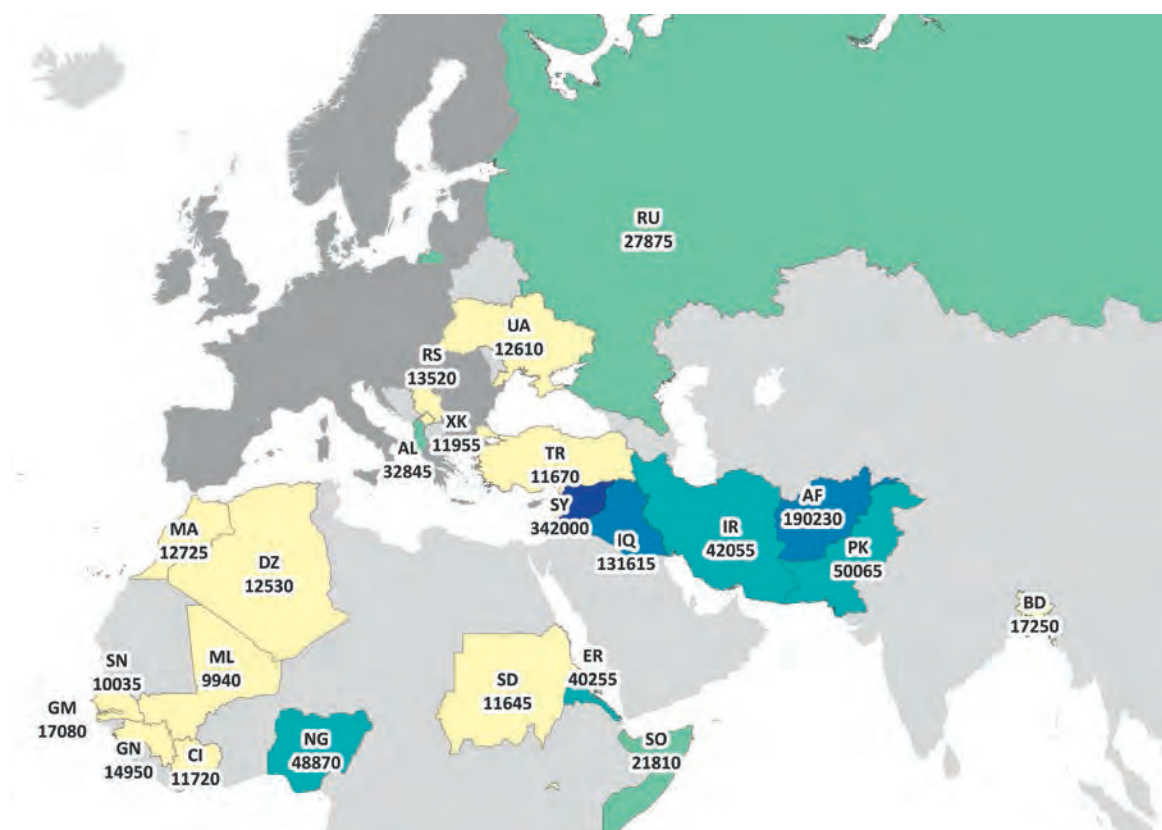 RU
27875
UA
12610
RS
13520
XK
11955
AL
32845
TR
11670
SY
342000
IQ
131615
IR
42055
AF
190230
PK
50065
MA
12725
DZ
12530
BD
17250
SN
10035
ML
9940
GM
17080
GN
14950
CI
11720
NG
48870
SD
11645
ER
40255
SO
21810